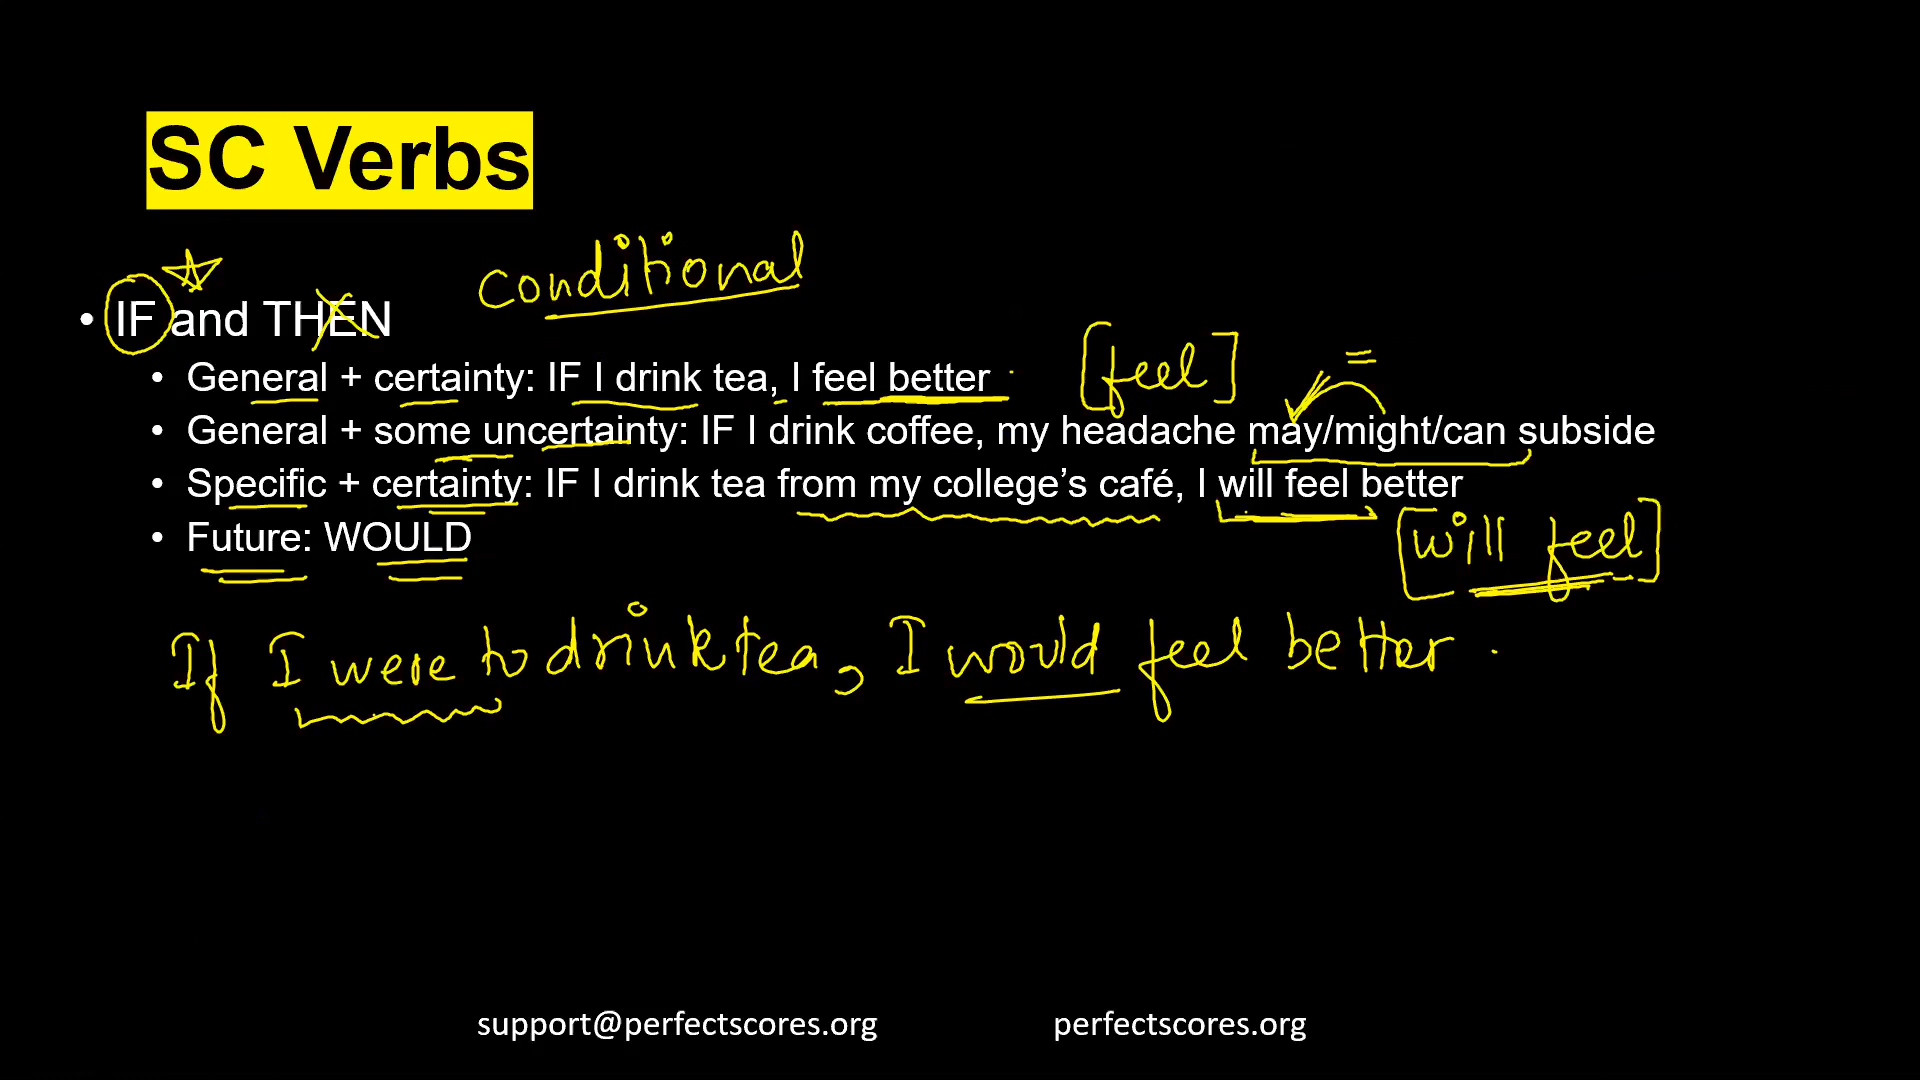 SC Verbs
conditional
• IF and THEN
• General + certainty: IF I drink tea, I feel better [feel] =
• General + some uncertainty: IF I drink coffee, my headache may/might/can subside
• Specific + certainty: IF I drink tea from my college’s café, I will feel better
• Future: WOULD [will feel]
If I were to drink tea, I would feel better.
support@perfectscores.org perfectscores.org